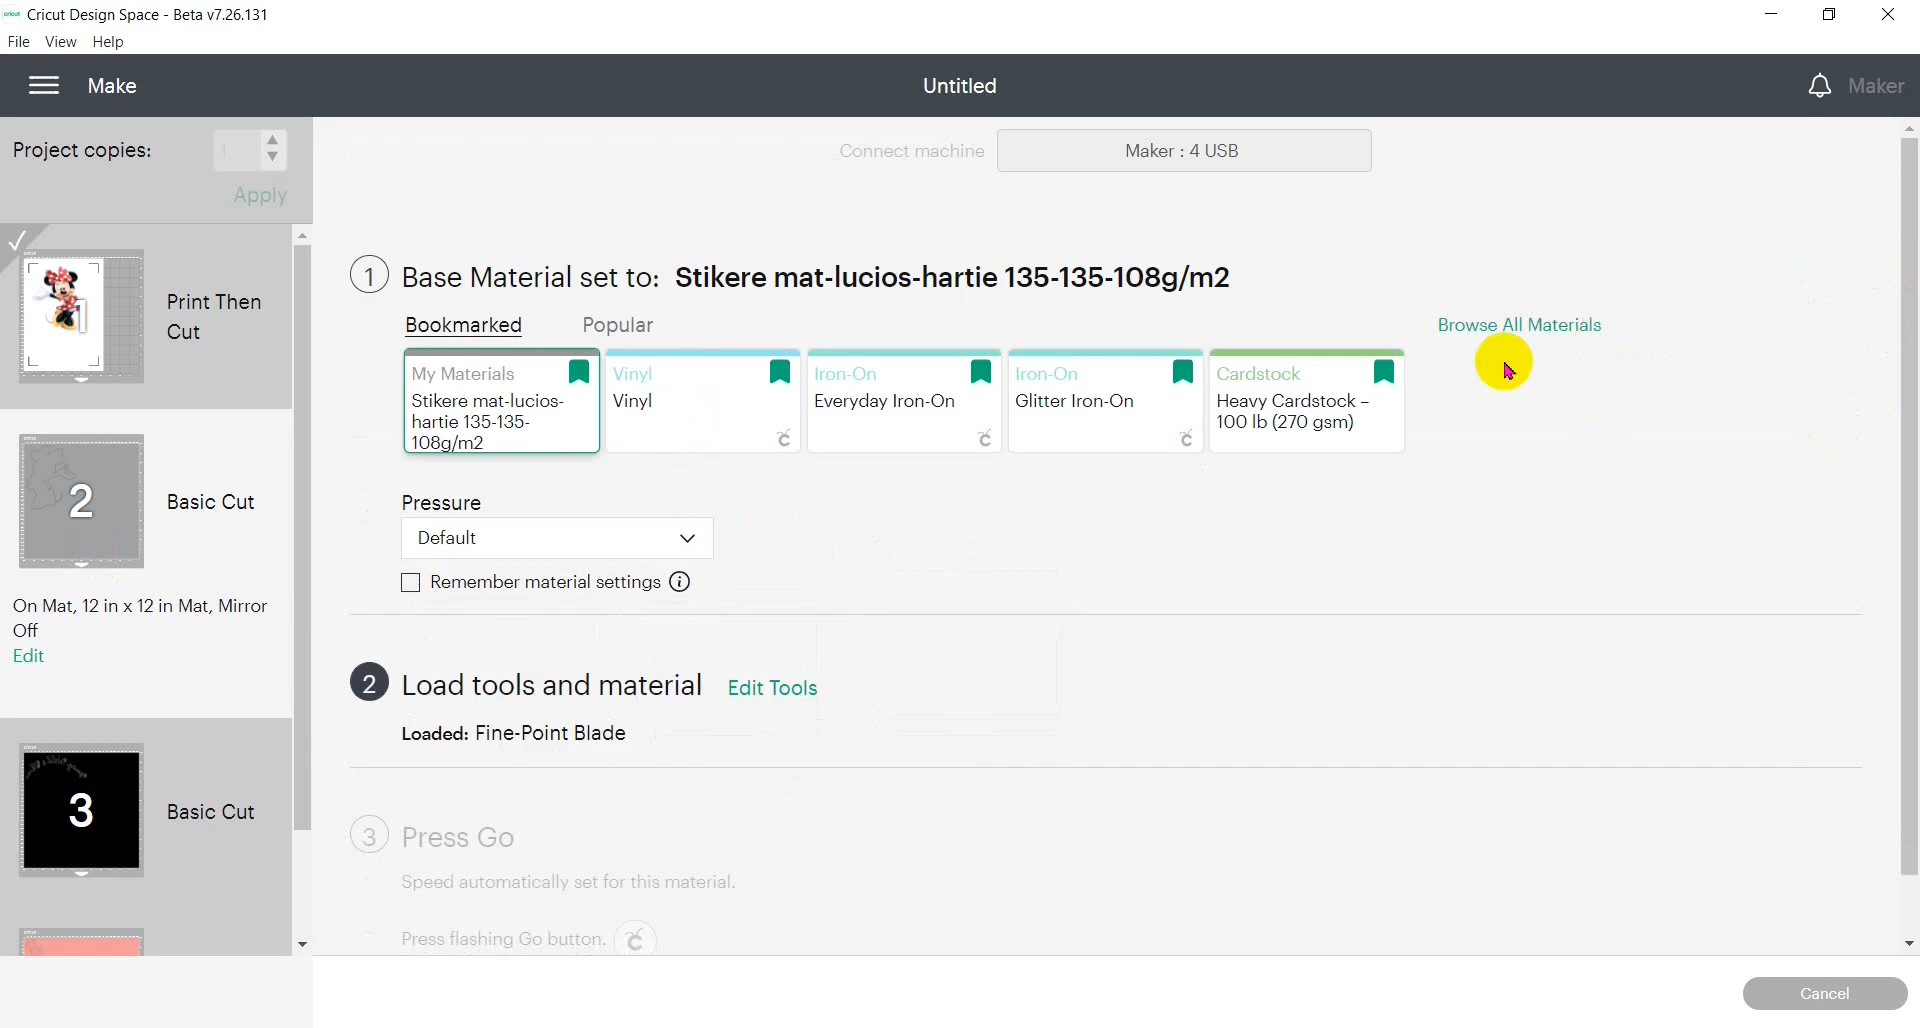 Cricut Design Space - Beta v7.26.131
File View Help
Make
Untitled
Maker
Project copies:
1
Apply
Connect machine
Maker : 4 USB
1
Print Then
Cut
2
Basic Cut
On Mat, 12 in x 12 in Mat, Mirror
Off
Edit
3
Basic Cut
1 Base Material set to: Stikere mat-lucios-hartie 135-135-108g/m2
Bookmarked
Popular
Browse All Materials
My Materials
Stikere mat-lucios-
hartie 135-135-
108g/m2
Vinyl
Vinyl
Iron-On
Everyday Iron-On
Iron-On
Glitter Iron-On
Cardstock
Heavy Cardstock –
100 lb (270 gsm)
Pressure
Default
Remember material settings
2 Load tools and material Edit Tools
Loaded: Fine-Point Blade
3 Press Go
Speed automatically set for this material.
Press flashing Go button.
Cancel